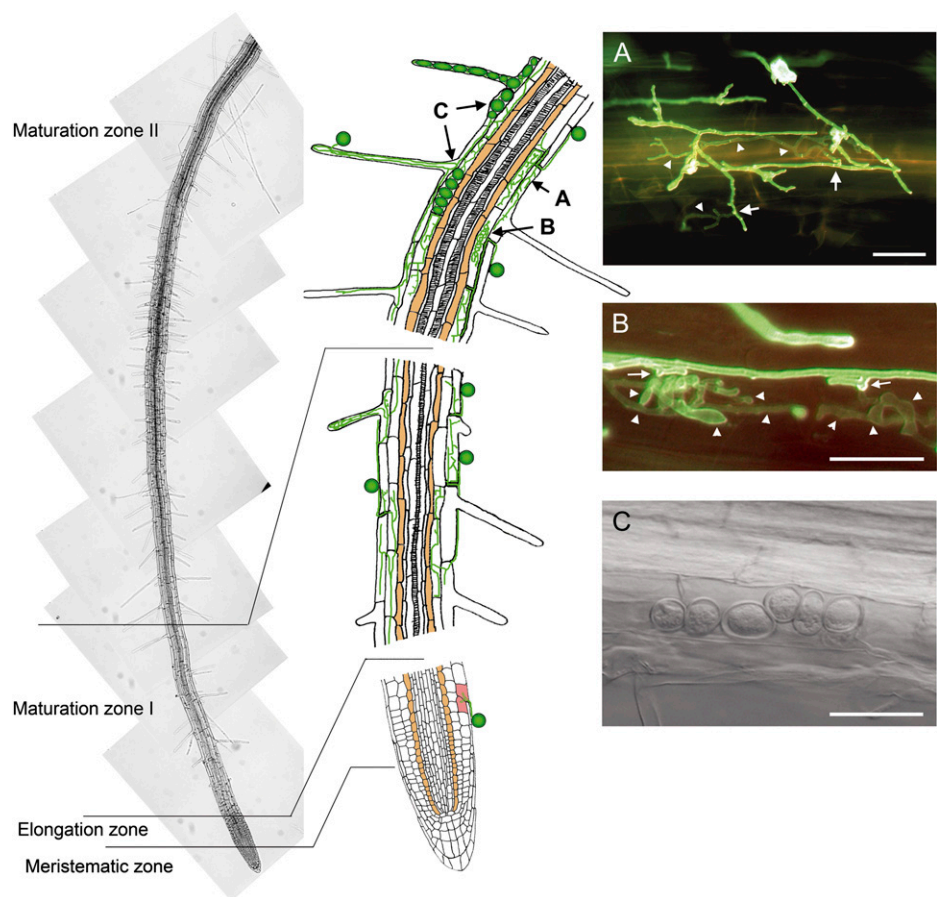 Maturation zone II
Maturation zone I
Elongation zone
Meristematic zone
C
A
B
A
B
C